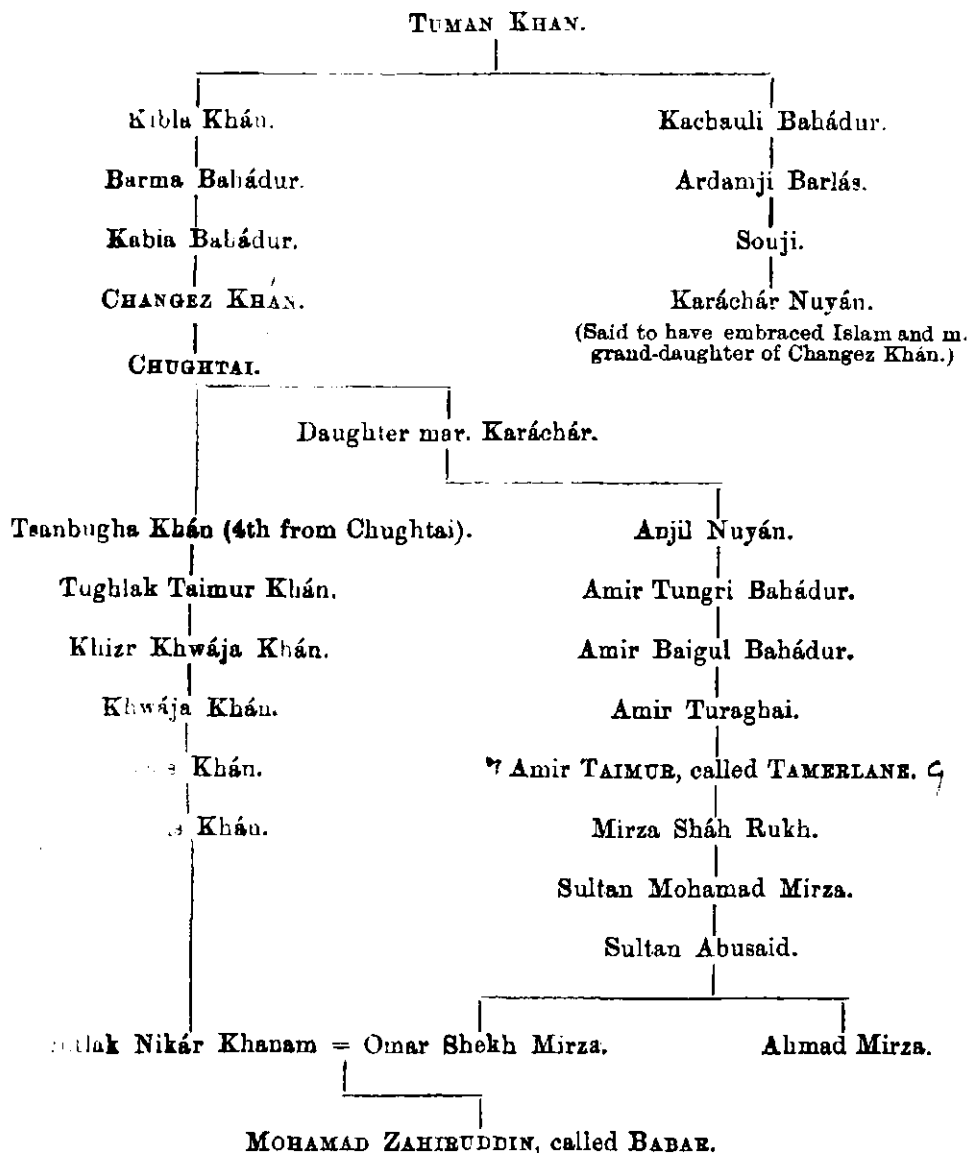 TUMAN KHAN.
Kibla Khán. Kachauli Bahádur.
Barma Bahádur. Ardamji Barlás.
Kabia Bahádur. Souji.
CHANGEZ KHÁN. Karáchár Nuyán.
(Said to have embraced Islam and m.
grand-daughter of Changez Khán.)
CHUGHTAI.
Daughter mar. Karáchár.
Tsanbugha Khán (4th from Chughtai). Anjil Nuyán.
Tughlak Taimur Khán. Amir Tungri Bahádur.
Khizr Khwája Khán. Amir Baigul Bahádur.
Khwája Khán. Amir Turaghai.
Khán. Amir TAIMUR, called TAMERLANE.
Khán. Mirza Sháh Rukh.
Sultan Mohamad Mirza.
Sultan Abusaid.
Nikár Khanam = Omar Shekh Mirza. Ahmad Mirza.
MOHAMAD ZAHIRUDDIN, called BABAR.